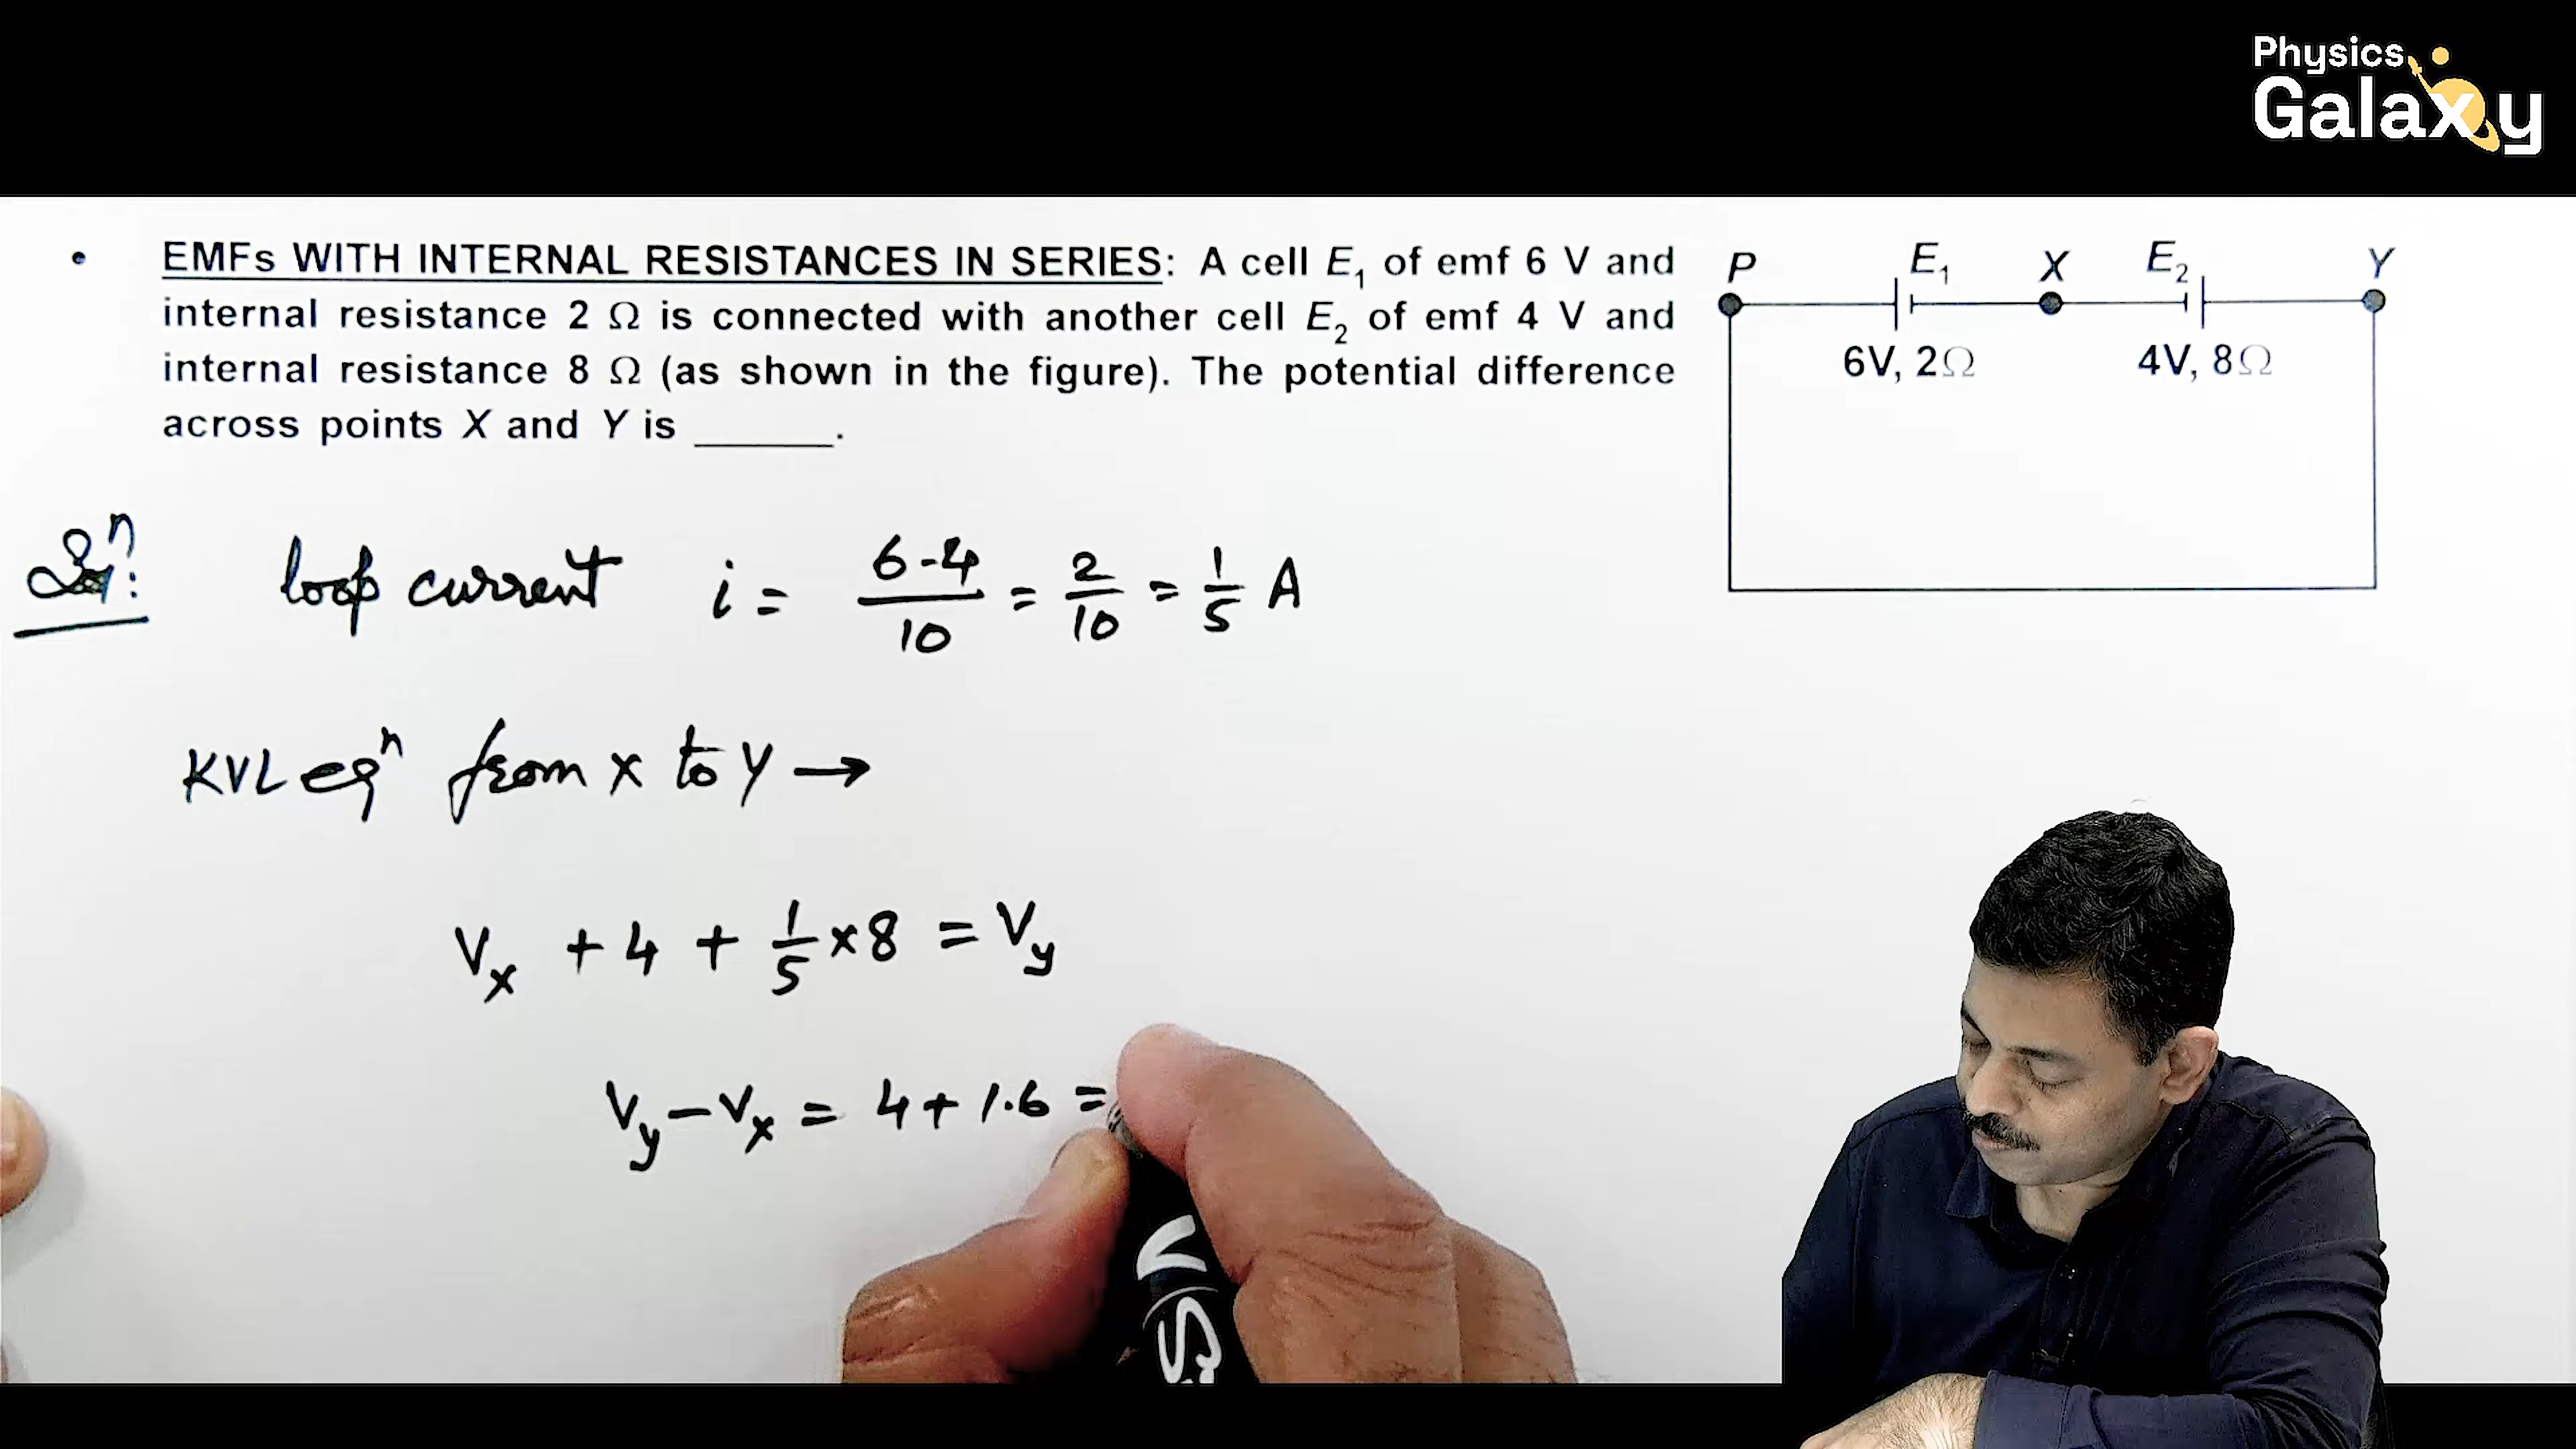 Physics
Galaxy
• EMFs WITH INTERNAL RESISTANCES IN SERIES: A cell E₁ of emf 6 V and
internal resistance 2 Ω is connected with another cell E₂ of emf 4 V and
internal resistance 8 Ω (as shown in the figure). The potential difference
across points X and Y is ______.
P E₁ X E₂ Y
6V, 2Ω 4V, 8Ω
Solⁿ: loop current i = (6-4)/10 = 2/10 = 1/5 A
KVL eqⁿ from x to y →
Vx + 4 + 1/5 × 8 = Vy
Vy - Vx = 4 + 1.6 =